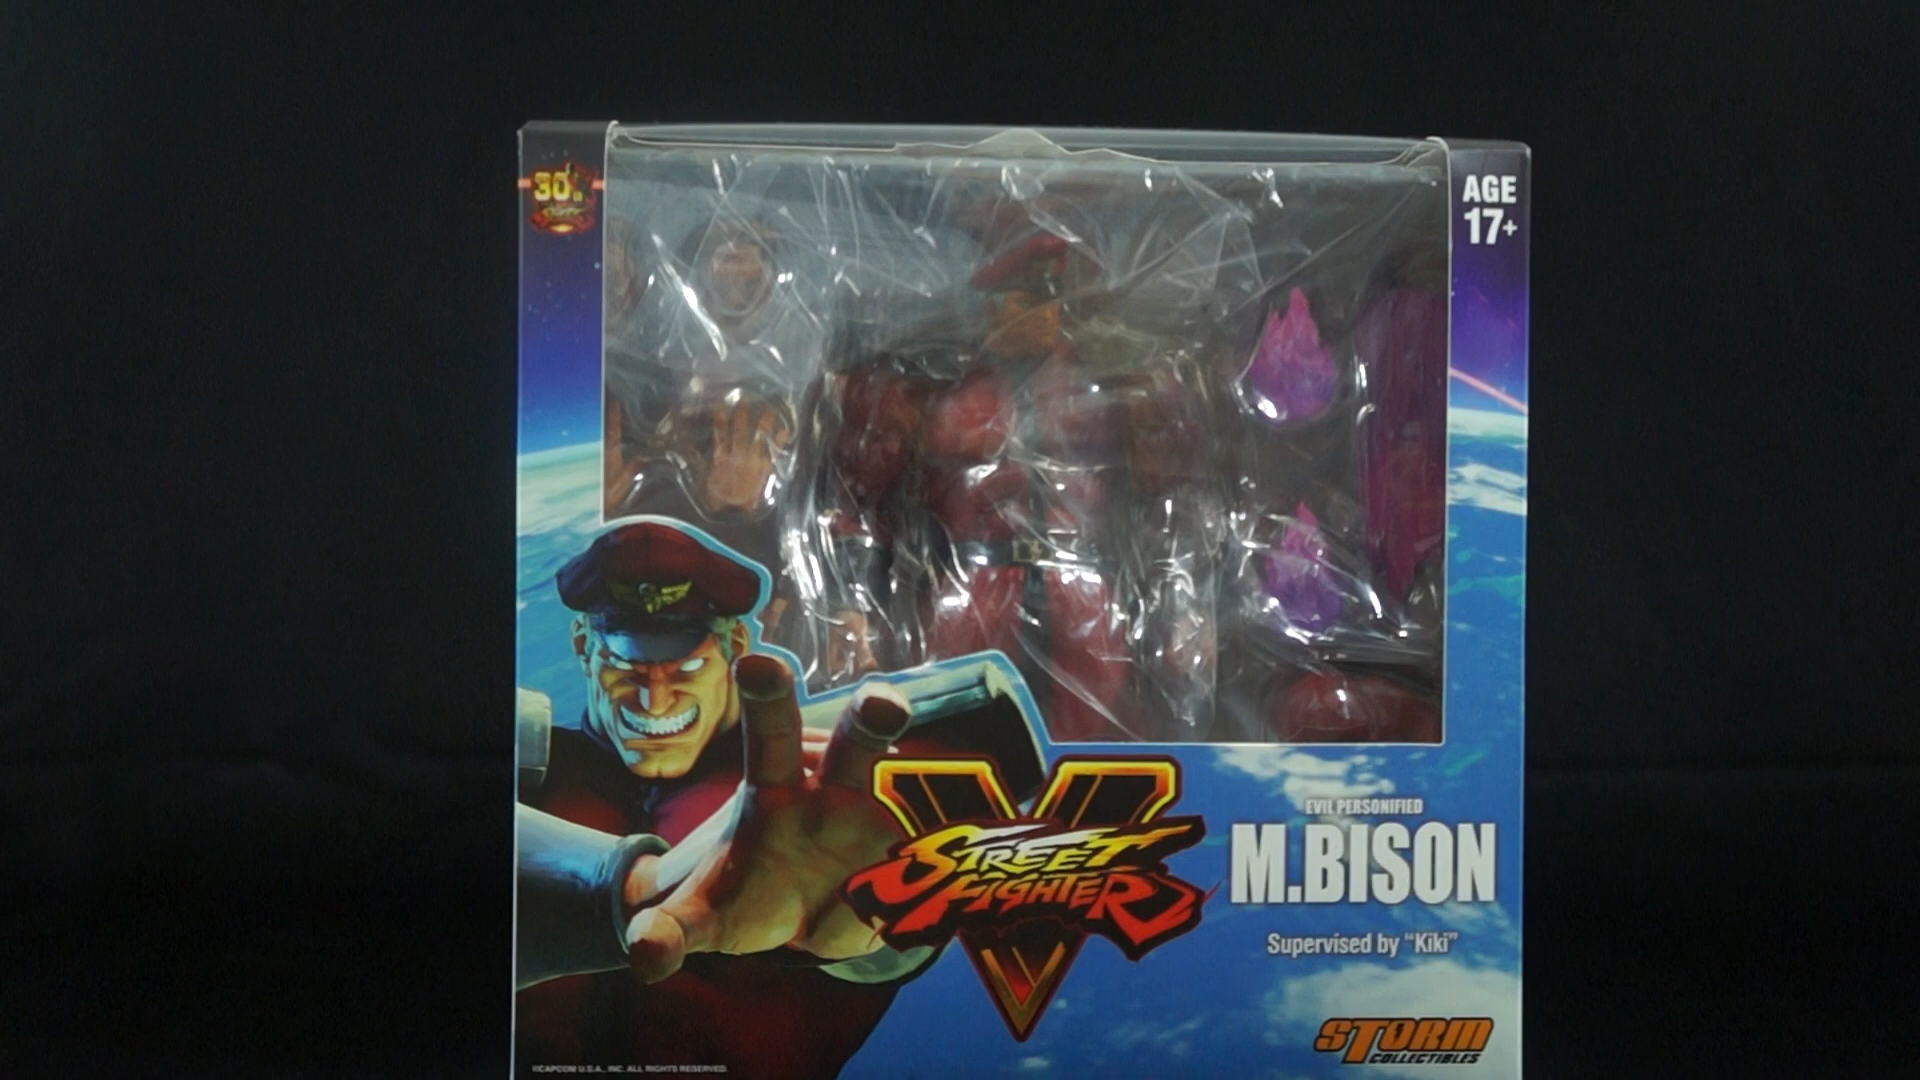 30th
AGE
17+
STREET
FIGHTER
V
EVIL PERSONIFIED
M.BISON
Supervised by "Kiki"
STORM
COLLECTIBLES
©CAPCOM U.S.A., INC. ALL RIGHTS RESERVED.